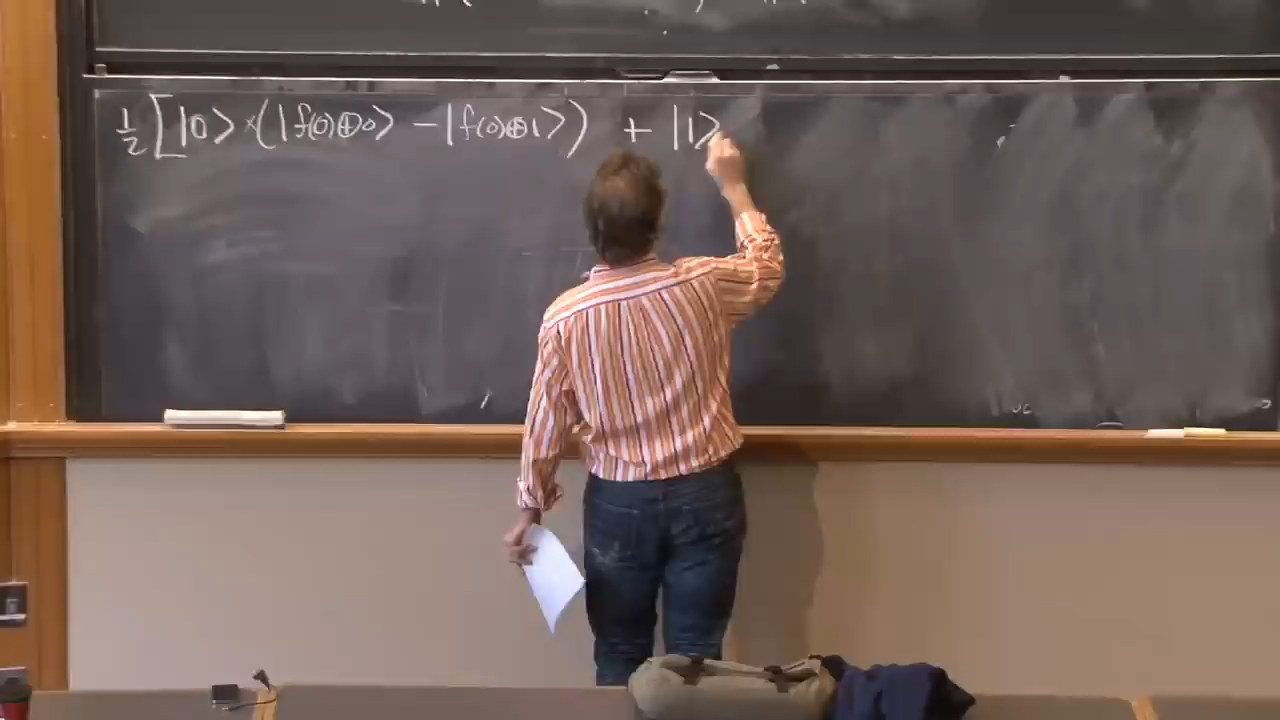 ½ [ |0⟩ × ( |f(0)⊕0⟩ − |f(0)⊕1⟩ ) + |1⟩